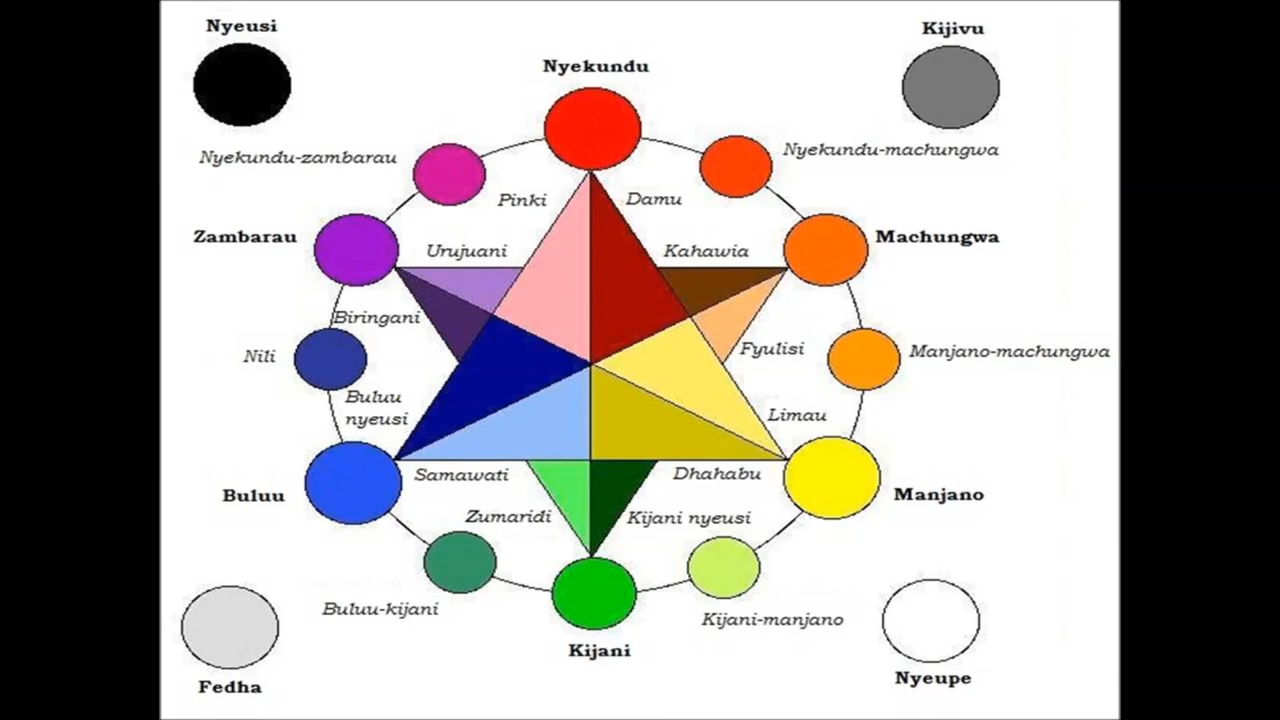 Nyeusi
Kijivu
Nyekundu
Nyekundu-zambarau
Nyekundu-machungwa
Pinki
Damu
Zambarau
Urujuani
Kahawia
Machungwa
Biringani
Nili
Fyulisi
Manjano-machungwa
Buluu
nyeusi
Limau
Buluu
Samawati
Dhahabu
Manjano
Zumaridi
Kijani nyeusi
Buluu-kijani
Kijani-manjano
Kijani
Fedha
Nyeupe